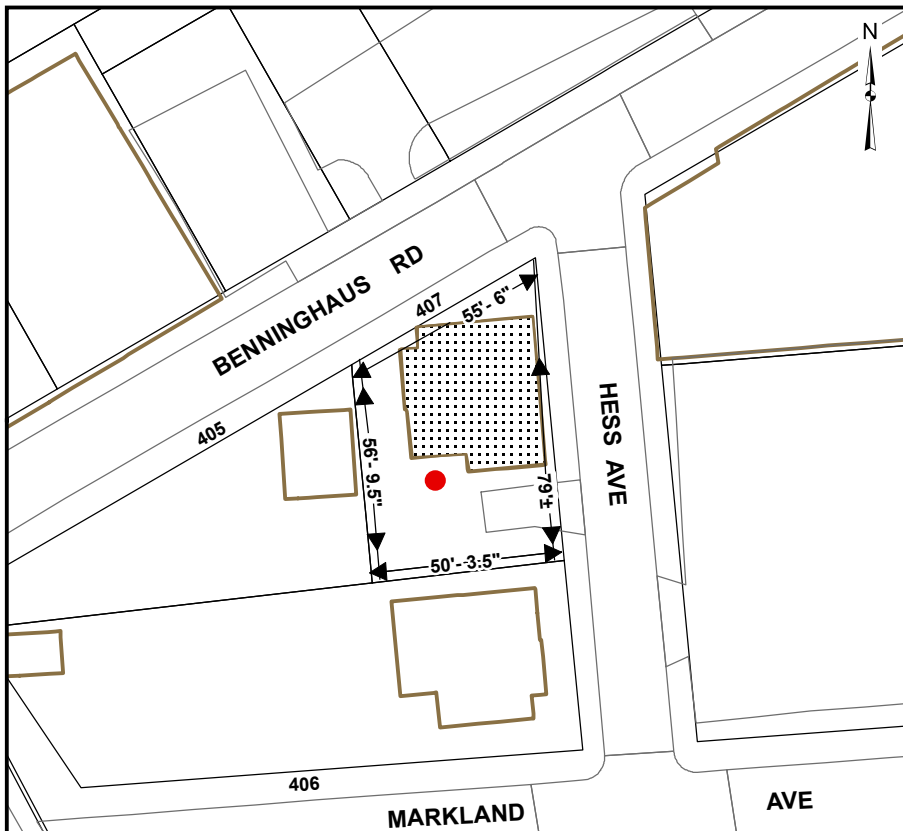 N
BENNINGHAUS RD
407
55'- 6"
405
HESS AVE
56'- 9.5"
79'±
50'- 3.5"
406
MARKLAND AVE